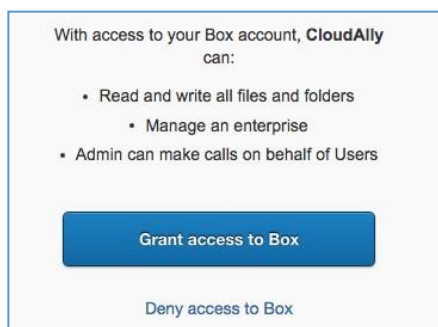 With access to your Box account, CloudAlly
can:
• Read and write all files and folders
• Manage an enterprise
• Admin can make calls on behalf of Users
Grant access to Box
Deny access to Box